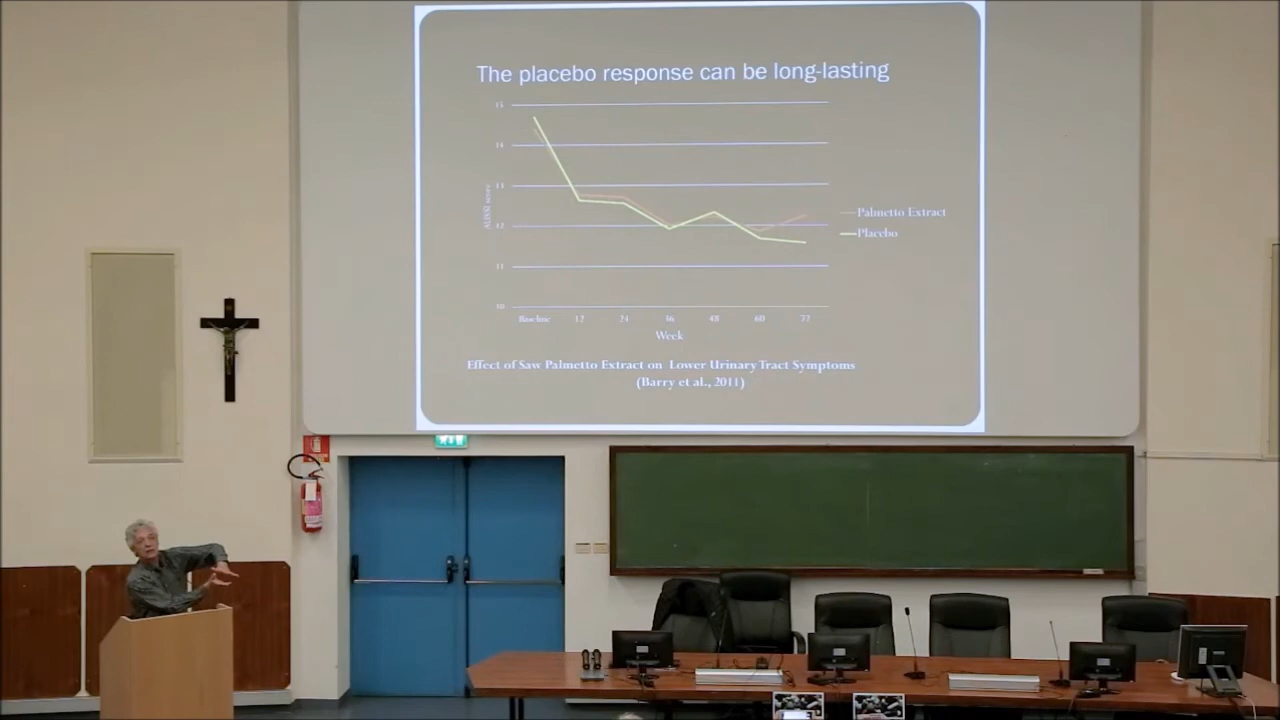 The placebo response can be long-lasting
15
14
13
12
11
10
AUASI score
Baseline 12 24 36 48 60 72
Week
Palmetto Extract
Placebo
Effect of Saw Palmetto Extract on Lower Urinary Tract Symptoms
(Barry et al., 2011)